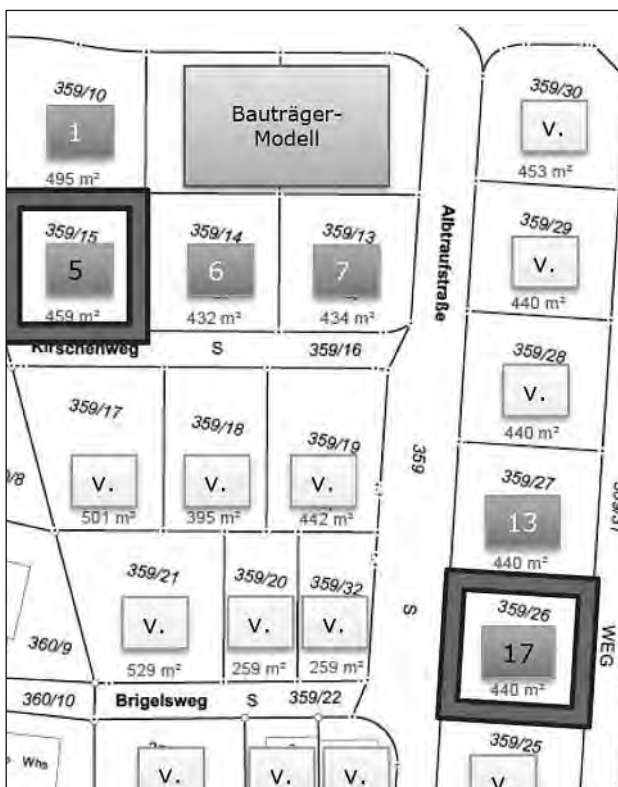 359/10
1
495 m²
Bauträger-
Modell
359/30
v.
453 m²
359/15
5
459 m²
359/14
6
432 m²
359/13
7
434 m²
Albtraufstraße
359/29
v.
440 m²
Kirschenweg
S
359/16
359/28
v.
440 m²
359/17
v.
501 m²
359/18
v.
395 m²
359/19
v.
442 m²
359
359/27
13
440 m²
359/21
v.
529 m²
359/20
v.
259 m²
359/32
v.
259 m²
S
359/26
17
440 m²
WEG
360/9
360/10
Brigelsweg
S
359/22
359/25
v.
Whs
v.
v.
v.